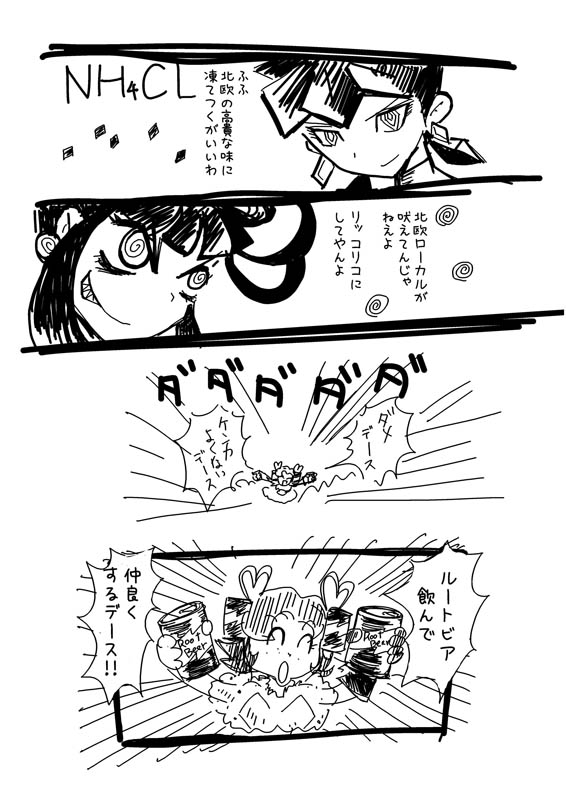 NH4CL
ふふ
北欧の高貴な味に
凍てつくがいいわ
北欧ローカルが
吠えてんじゃ
ねえよ
リッコリコに
してやんよ
ダダダダダ
ダメ
デース
ケンカ
よくない
デース
ルートビア
飲んで
仲良く
するデース!!
Root
Beer
Root
Beer